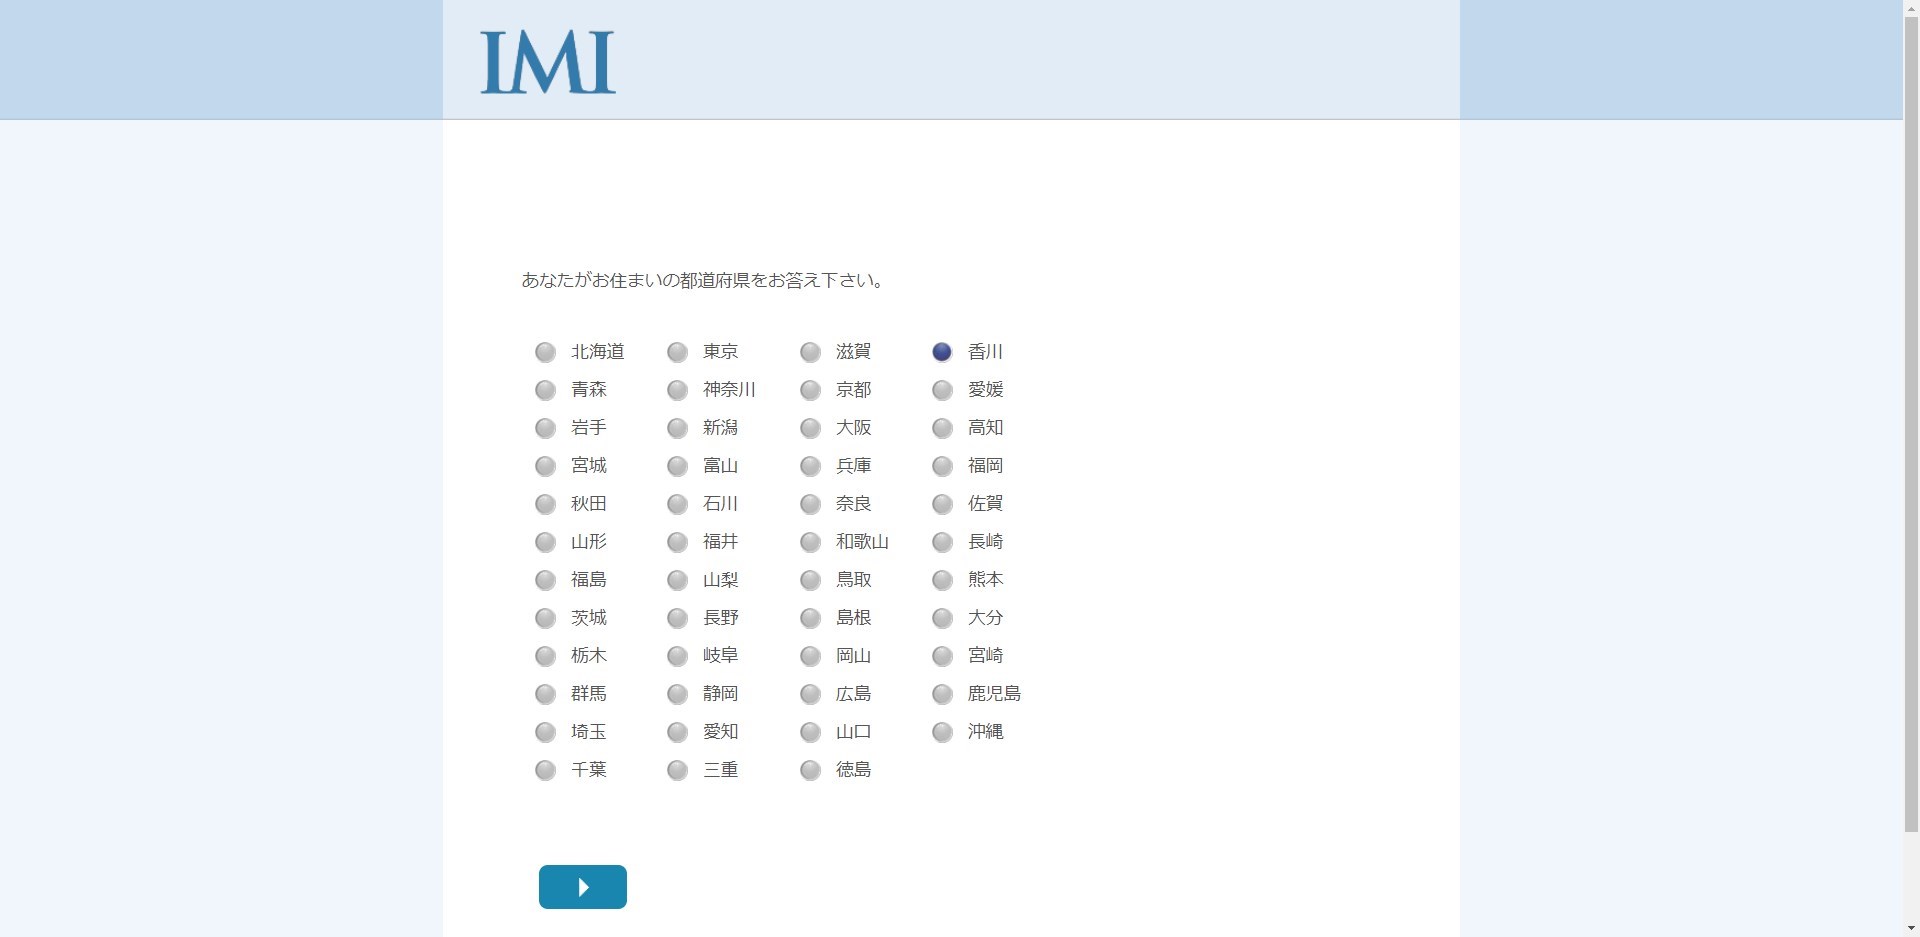 IMI
あなたがお住まいの都道府県をお答え下さい。
北海道 東京 滋賀 香川
青森 神奈川 京都 愛媛
岩手 新潟 大阪 高知
宮城 富山 兵庫 福岡
秋田 石川 奈良 佐賀
山形 福井 和歌山 長崎
福島 山梨 鳥取 熊本
茨城 長野 島根 大分
栃木 岐阜 岡山 宮崎
群馬 静岡 広島 鹿児島
埼玉 愛知 山口 沖縄
千葉 三重 徳島